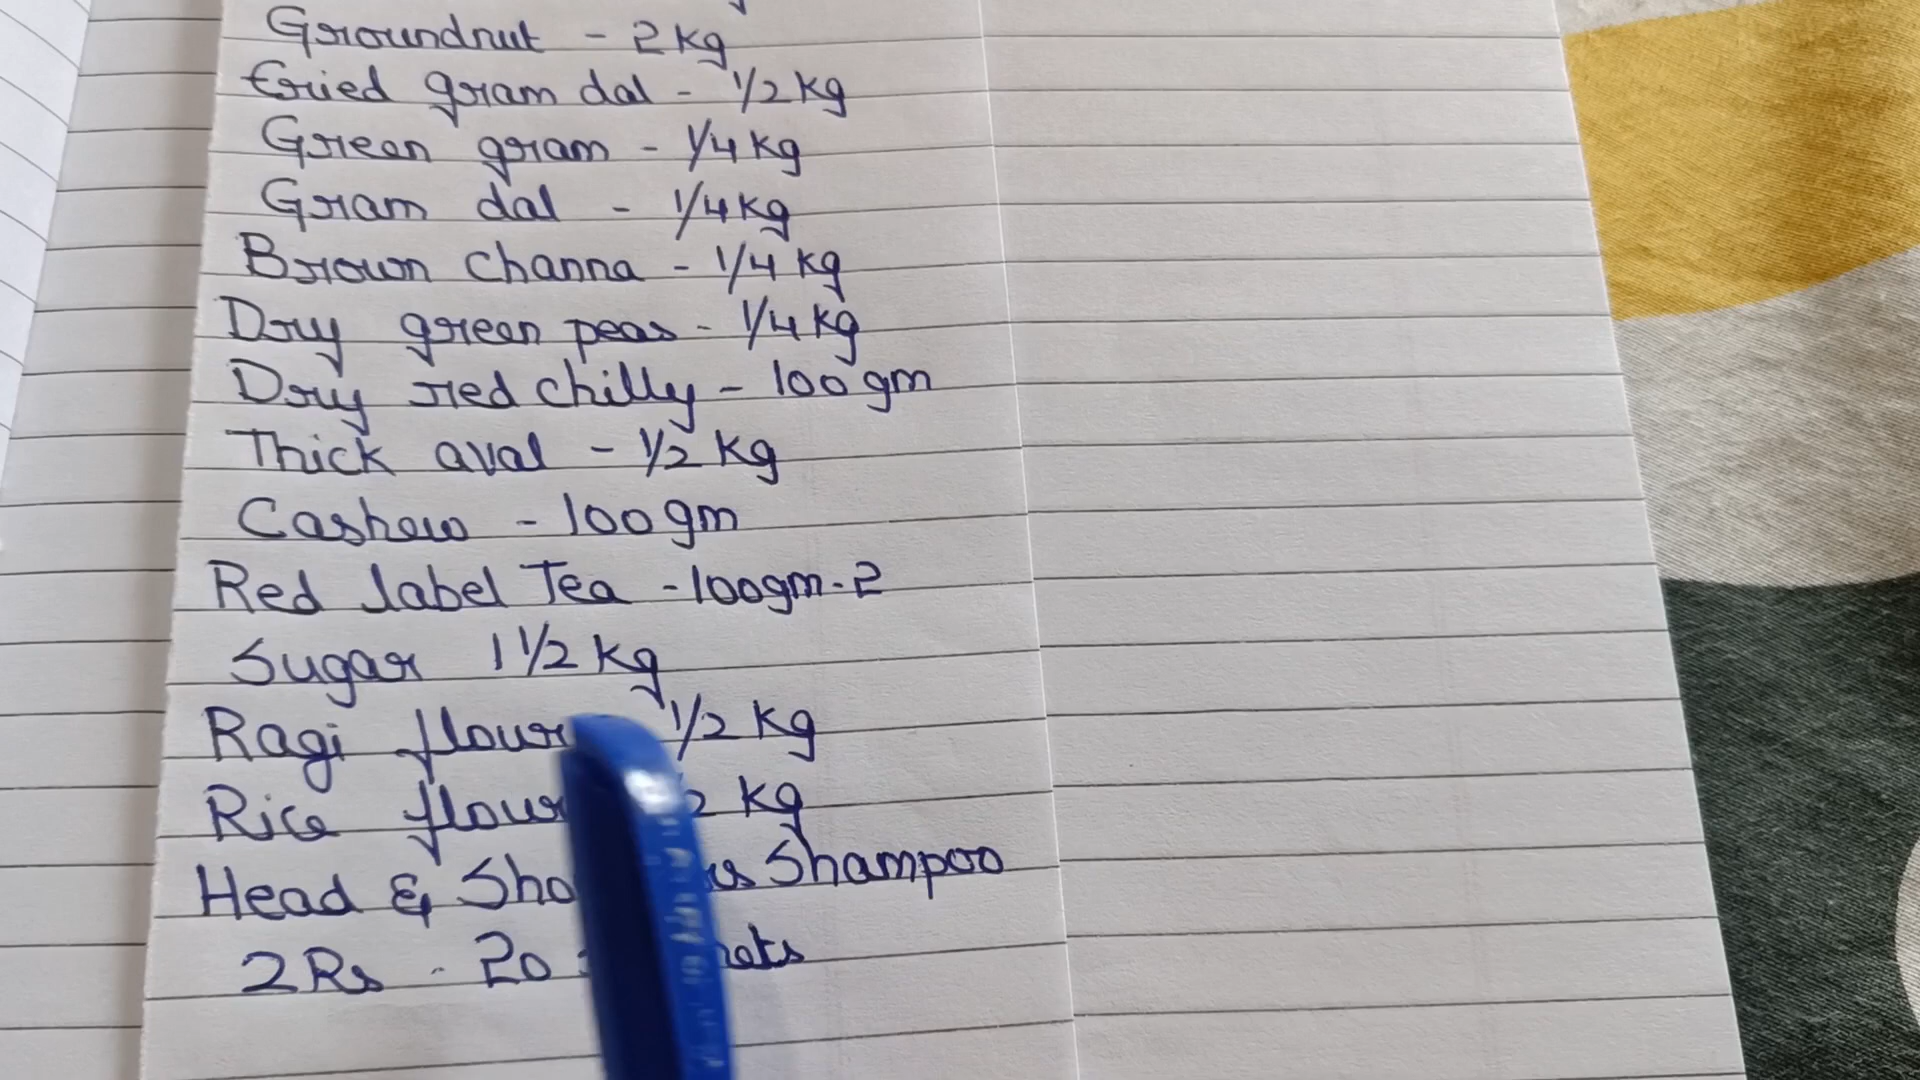 Groundnut - 2 kg
Fried gram dal - 1/2 kg
Green gram - 1/4 kg
Gram dal - 1/4 kg
Brown Channa - 1/4 kg
Dry green peas - 1/4 kg
Dry red chilly - 100 gm
Thick aval - 1/2 kg
Cashew - 100 gm
Red label Tea - 100gm - 2
Sugar 1 1/2 kg
Ragi flour 1/2 kg
Rice flour kg
Head & Shampoo
2 Rs - 20